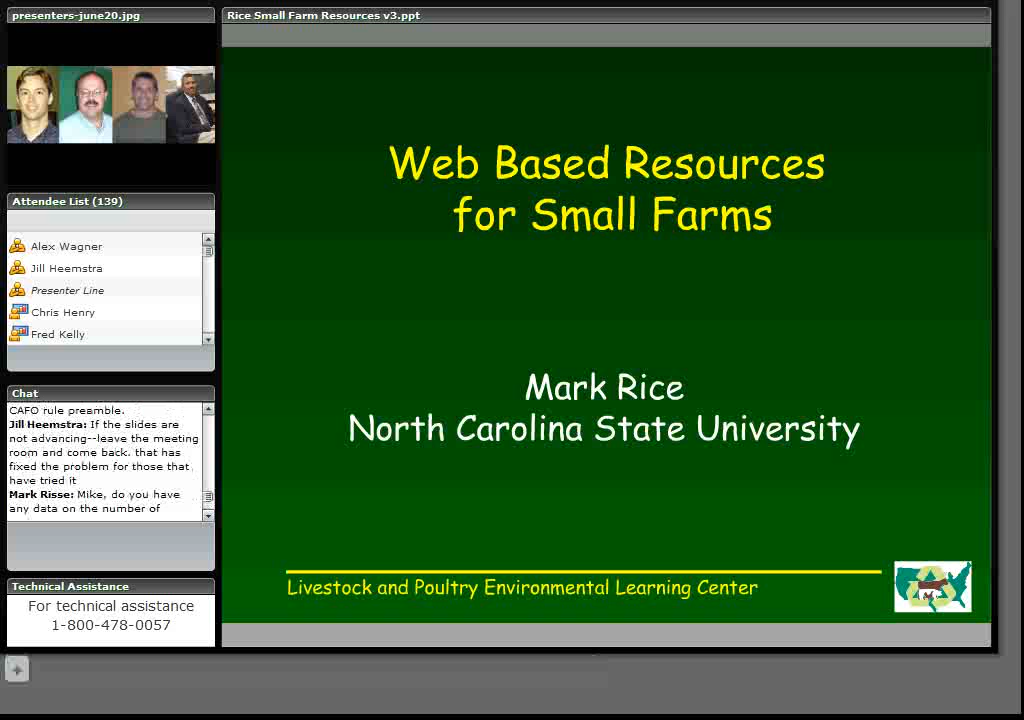 presenters-june20.jpg
Rice Small Farm Resources v3.ppt
Attendee List (139)
Alex Wagner
Jill Heemstra
Presenter Line
Chris Henry
Fred Kelly
Chat
CAFO rule preamble.
Jill Heemstra: If the slides are
not advancing--leave the meeting
room and come back. that has
fixed the problem for those that
have tried it
Mark Risse: Mike, do you have
any data on the number of
Technical Assistance
For technical assistance
1-800-478-0057
Web Based Resources
for Small Farms
Mark Rice
North Carolina State University
Livestock and Poultry Environmental Learning Center